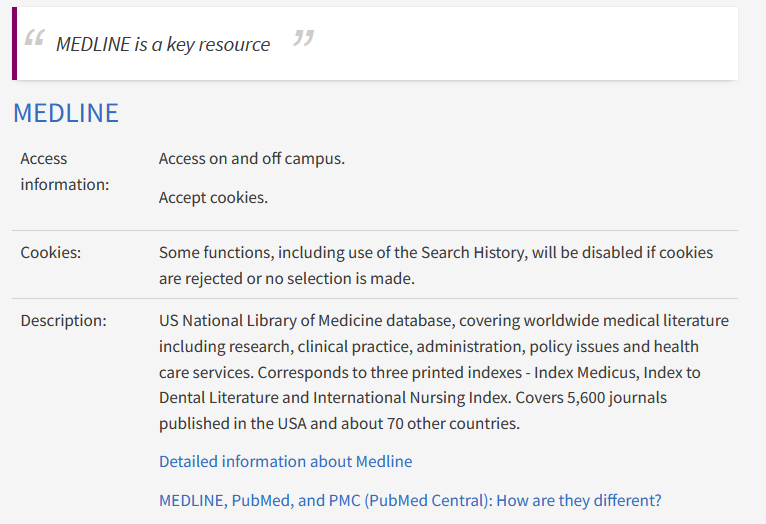 “ MEDLINE is a key resource ”
MEDLINE
Access information:
Access on and off campus.
Accept cookies.
Cookies:
Some functions, including use of the Search History, will be disabled if cookies
are rejected or no selection is made.
Description:
US National Library of Medicine database, covering worldwide medical literature
including research, clinical practice, administration, policy issues and health
care services. Corresponds to three printed indexes - Index Medicus, Index to
Dental Literature and International Nursing Index. Covers 5,600 journals
published in the USA and about 70 other countries.
Detailed information about Medline
MEDLINE, PubMed, and PMC (PubMed Central): How are they different?